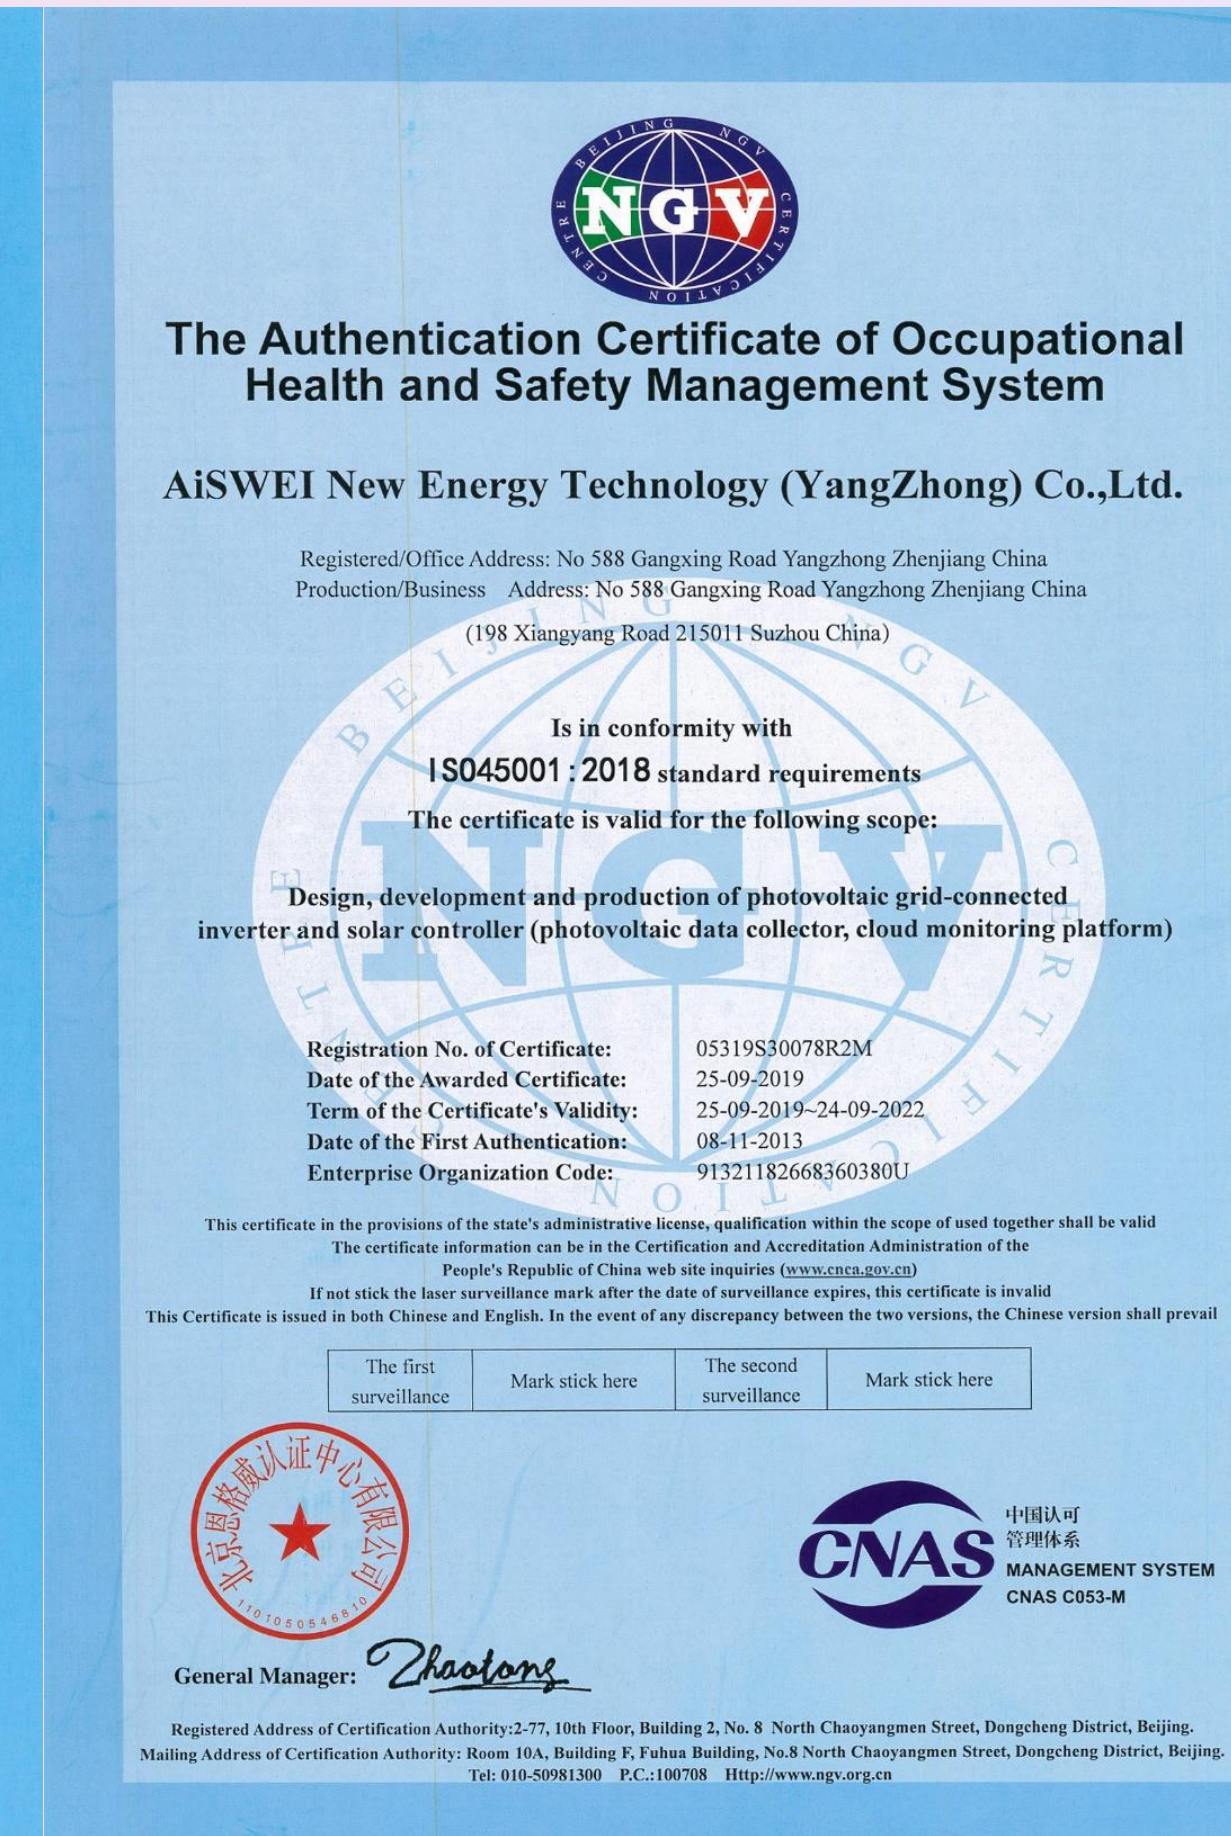 BEIJING NGV CERTIFICATION CENTRE
NGV
The Authentication Certificate of Occupational
Health and Safety Management System
AiSWEI New Energy Technology (YangZhong) Co.,Ltd.
Registered/Office Address: No 588 Gangxing Road Yangzhong Zhenjiang China
Production/Business Address: No 588 Gangxing Road Yangzhong Zhenjiang China
(198 Xiangyang Road 215011 Suzhou China)
BEIJING NGV CERTIFICATION CENTRE
NGV
Is in conformity with
ISO45001:2018 standard requirements
The certificate is valid for the following scope:
Design, development and production of photovoltaic grid-connected
inverter and solar controller (photovoltaic data collector, cloud monitoring platform)
Registration No. of Certificate: 05319S30078R2M
Date of the Awarded Certificate: 25-09-2019
Term of the Certificate's Validity: 25-09-2019~24-09-2022
Date of the First Authentication: 08-11-2013
Enterprise Organization Code: 91321182668360380U
This certificate in the provisions of the state's administrative license, qualification within the scope of used together shall be valid
The certificate information can be in the Certification and Accreditation Administration of the
People's Republic of China web site inquiries (www.cnca.gov.cn)
If not stick the laser surveillance mark after the date of surveillance expires, this certificate is invalid
This Certificate is issued in both Chinese and English. In the event of any discrepancy between the two versions, the Chinese version shall prevail
The first surveillance
Mark stick here
The second surveillance
Mark stick here
北京恩格威认证中心有限公司
1101050546810
CNAS
中国认可
管理体系
MANAGEMENT SYSTEM
CNAS C053-M
General Manager: Zhaotong
Registered Address of Certification Authority:2-77, 10th Floor, Building 2, No. 8 North Chaoyangmen Street, Dongcheng District, Beijing.
Mailing Address of Certification Authority: Room 10A, Building F, Fuhua Building, No.8 North Chaoyangmen Street, Dongcheng District, Beijing.
Tel: 010-50981300 P.C.:100708 Http://www.ngv.org.cn